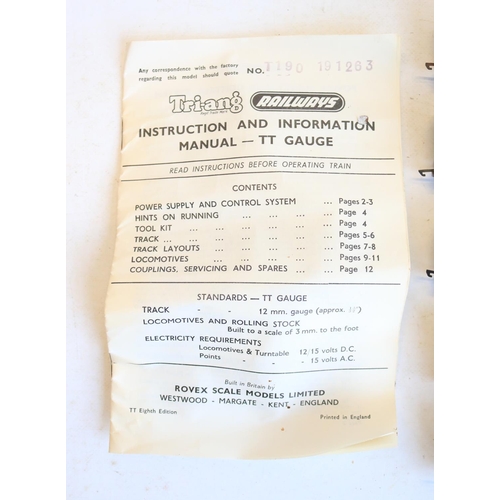 Any correspondence with the factory
regarding this model should quote NO. T190 191263
Tri-ang RAILWAYS
INSTRUCTION AND INFORMATION
MANUAL — TT GAUGE
READ INSTRUCTIONS BEFORE OPERATING TRAIN
CONTENTS
POWER SUPPLY AND CONTROL SYSTEM ... Pages 2-3
HINTS ON RUNNING ... ... ... ... Page 4
TOOL KIT ... ... ... ... ... Page 4
TRACK ... ... ... ... ... ... Pages 5-6
TRACK LAYOUTS ... ... ... ... Pages 7-8
LOCOMOTIVES ... ... ... ... Pages 9-11
COUPLINGS, SERVICING AND SPARES ... ... Page 12
STANDARDS — TT GAUGE
TRACK - - 12 mm. gauge (approx.
LOCOMOTIVES AND ROLLING STOCK
Built to a scale of 3 mm. to the foot
ELECTRICITY REQUIREMENTS
Locomotives & Turntable 12/15 volts D.C.
Points - - - 15 volts A.C.
Built in Britain by
ROVEX SCALE MODELS LIMITED
WESTWOOD - MARGATE - KENT - ENGLAND
TT Eighth Edition Printed in England